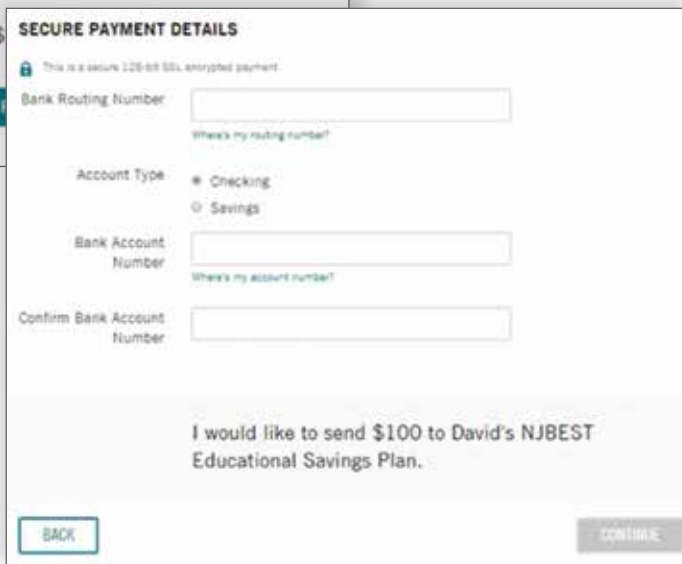 $
SECURE PAYMENT DETAILS
This is a secure 128-bit SSL encrypted payment
Bank Routing Number
Where's my routing number?
Account Type
Checking
Savings
Bank Account
Number
Where's my account number?
Confirm Bank Account
Number
I would like to send $100 to David's NJBEST
Educational Savings Plan.
BACK
CONTINUE